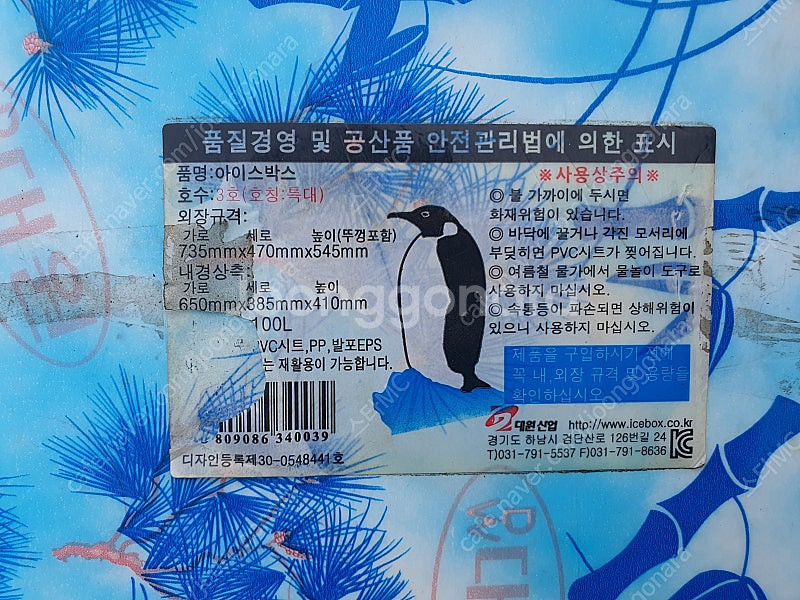 품질경영 및 공산품 안전관리법에 의한 표시
품명:아이스박스
호수:3호(호칭:특대)
외장규격:
가로 세로 높이(뚜껑포함)
735mmx470mmx545mm
내경상측:
가로 세로 높이
650mmx385mmx410mm
100L
VC시트,PP,발포EPS
는 재활용이 가능합니다.
809086 340039
디자인등록제30-0548441호
※사용상주의※
◎ 불 가까이에 두시면
화재위험이 있습니다.
◎ 바닥에 끌거나 각진 모서리에
부딪히면 PVC시트가 찢어집니다.
◎ 여름철 물가에서 물놀이 도구로
사용하지 마십시오.
◎ 속통등이 파손되면 상해위험이
있으니 사용하지 마십시오.
제품을 구입하시기 전에
꼭 내,외장 규격 및 용량을
확인하십시오
대원산업 http://www.icebox.co.kr
경기도 하남시 검단산로 126번길 24
T)031-791-5537 F)031-791-8636